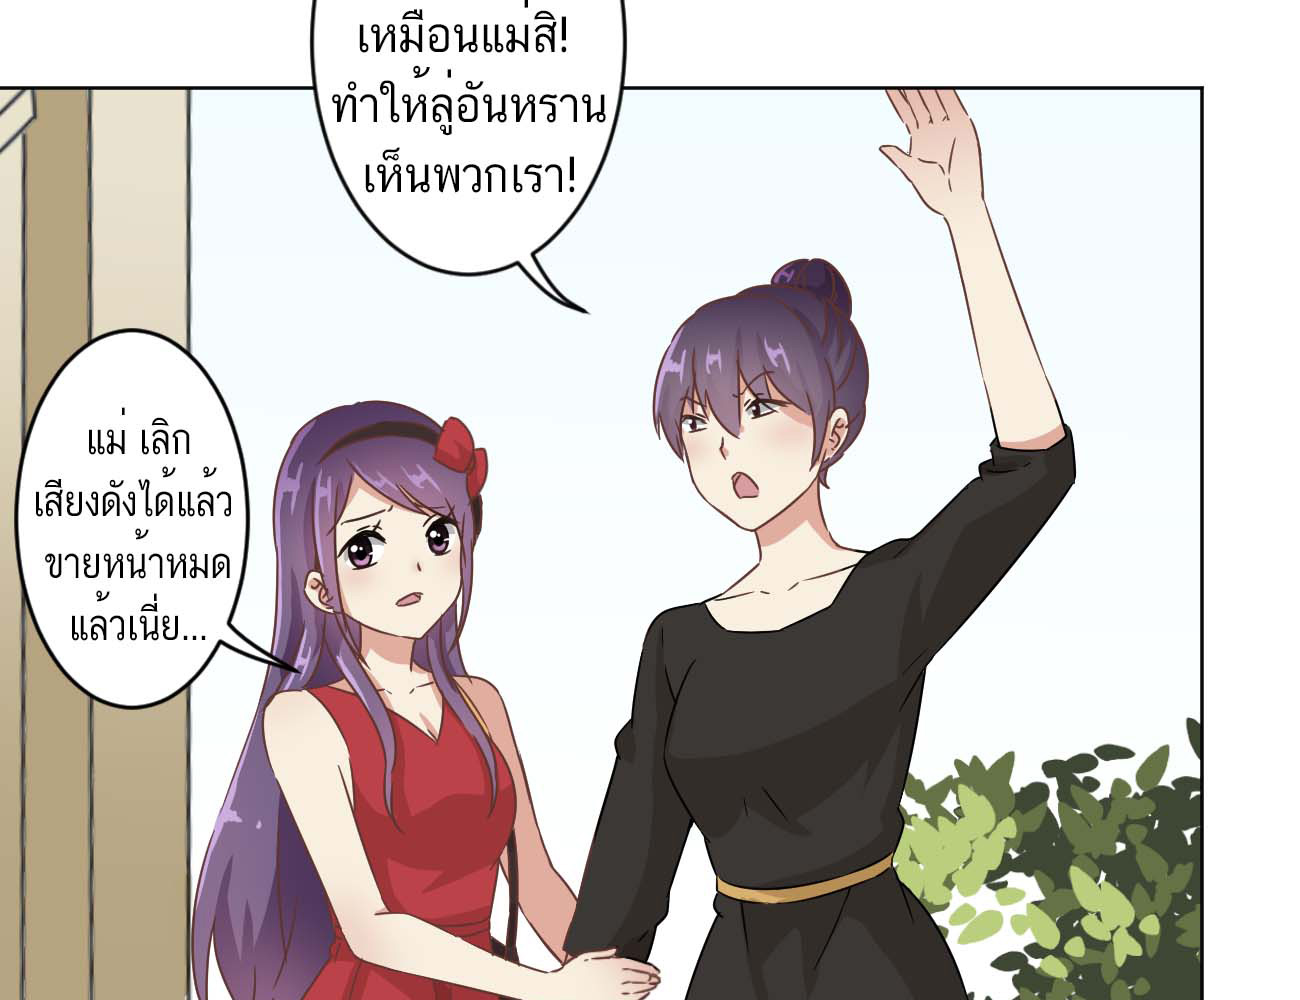 เหมือนแม่สิ!
ทำให้ลู่อันหราน
เห็นพวกเรา!
แม่ เลิก
เสียงดังได้แล้ว
ขายหน้าหมด
แล้วเนี่ย...